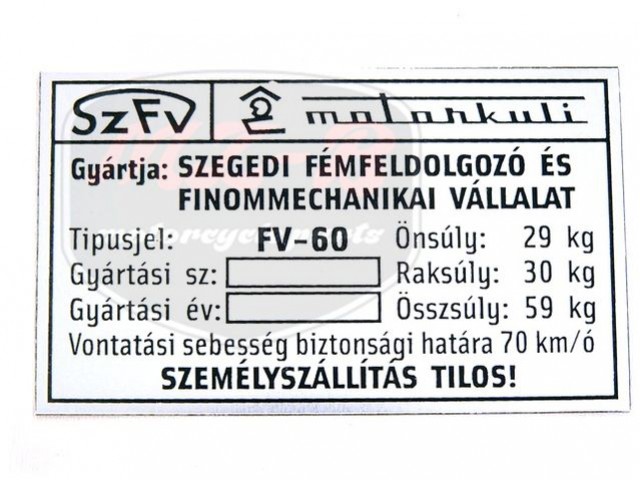 SzFv motorkuli
Gyártja: SZEGEDI FÉMFELDOLGOZÓ ÉS
FINOMMECHANIKAI VÁLLALAT
Tipusjel: FV-60 Önsúly: 29 kg
Gyártási sz: Raksúly: 30 kg
Gyártási év: Összsúly: 59 kg
Vontatási sebesség biztonsági határa 70 km/ó
SZEMÉLYSZÁLLÍTÁS TILOS!